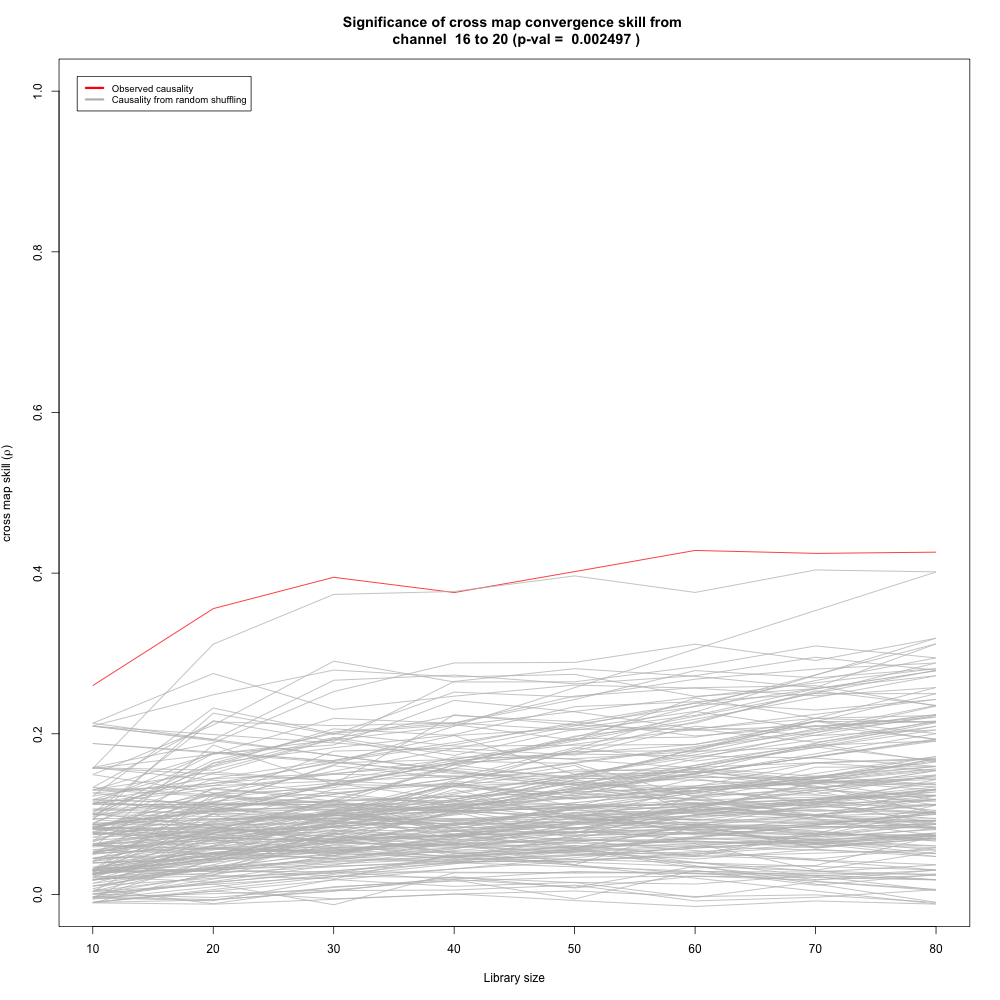 Significance of cross map convergence skill from
channel  16 to 20 (p-val =  0.002497 )
Observed causality
Causality from random shuffling
cross map skill (ρ)
1.0
0.8
0.6
0.4
0.2
0.0
10 20 30 40 50 60 70 80
Library size